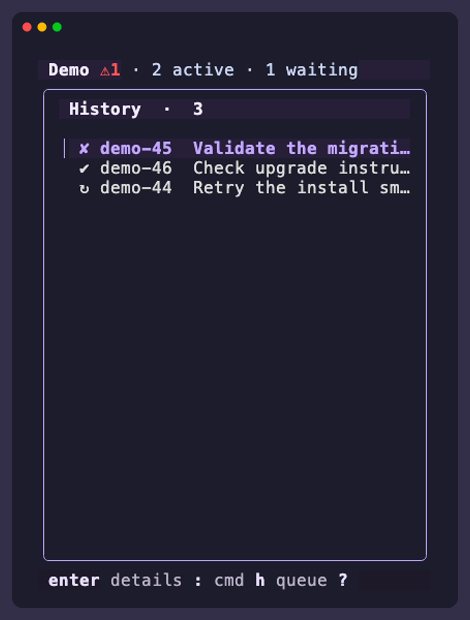 Demo ⚠1 · 2 active · 1 waiting
History · 3
✘ demo-45 Validate the migrati…
✔ demo-46 Check upgrade instru…
↻ demo-44 Retry the install sm…
enter details : cmd h queue ?